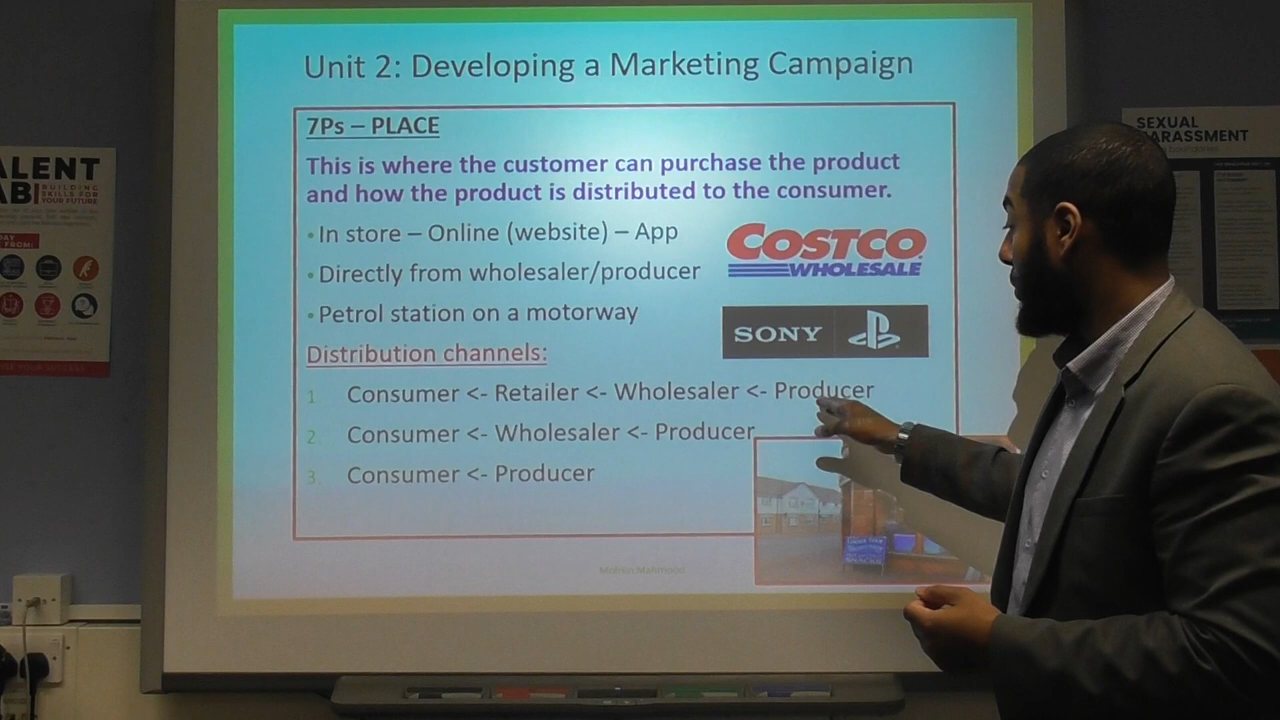 Unit 2: Developing a Marketing Campaign
7Ps – PLACE
This is where the customer can purchase the product
and how the product is distributed to the consumer.
• In store – Online (website) – App
• Directly from wholesaler/producer
• Petrol station on a motorway
COSTCO
WHOLESALE
SONY
Distribution channels:
1. Consumer <- Retailer <- Wholesaler <- Producer
2. Consumer <- Wholesaler <- Producer
3. Consumer <- Producer
ALENT
AB
BUILDING
SKILLS FOR
YOUR FUTURE
FROM:
SEXUAL
ARASSMENT